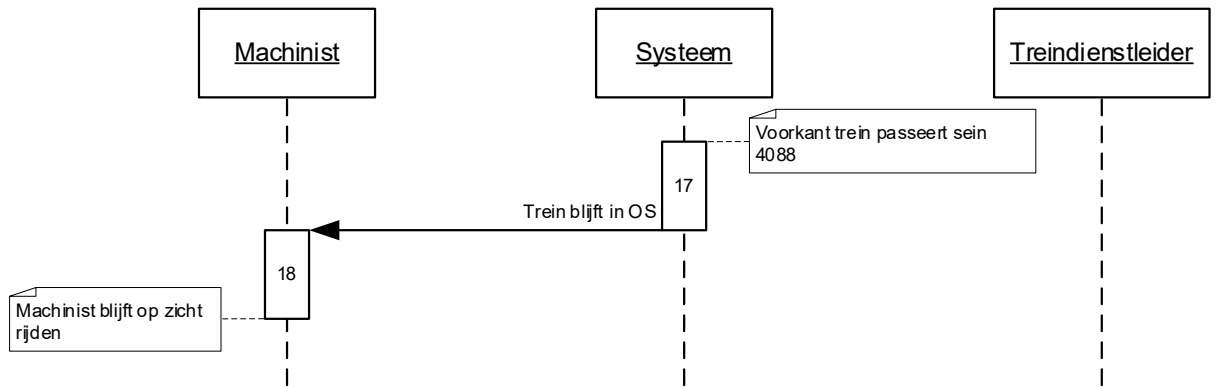 Machinist
Systeem
Treindienstleider
Voorkant trein passeert sein
4088
17
Trein blijft in OS
18
Machinist blijft op zicht
rijden